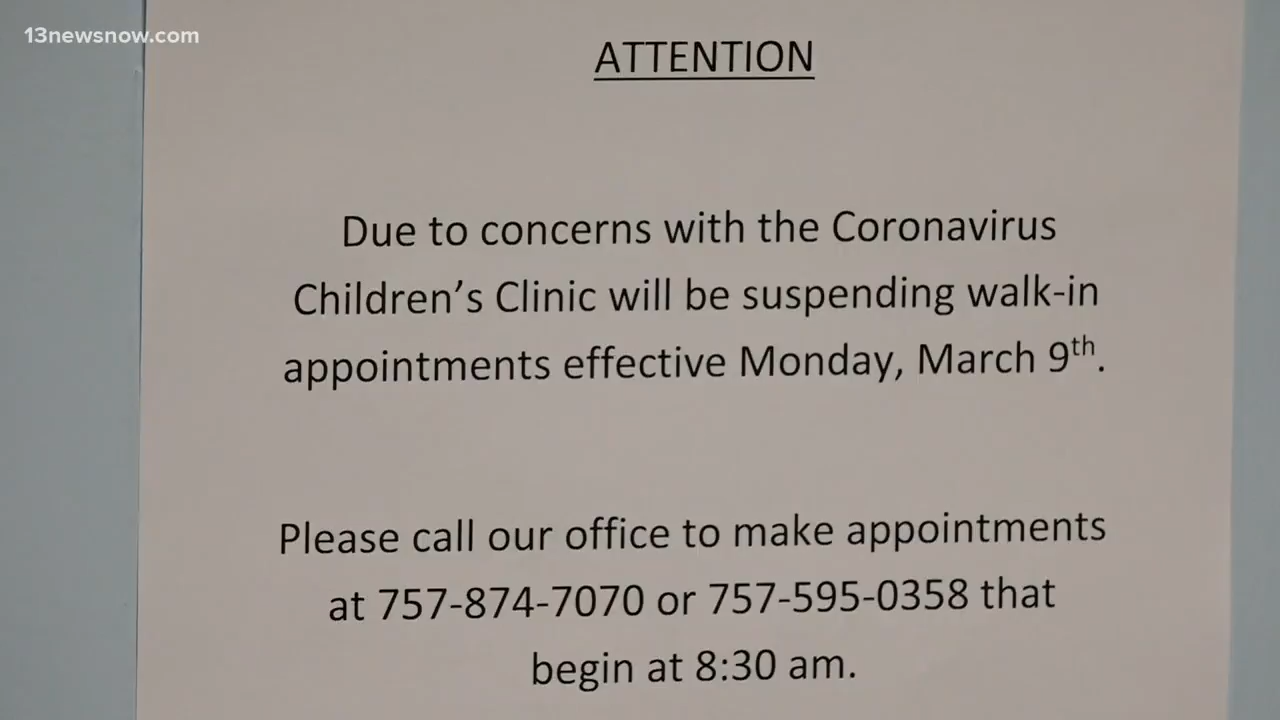 13newsnow.com
ATTENTION
Due to concerns with the Coronavirus
Children's Clinic will be suspending walk-in
appointments effective Monday, March 9th.
Please call our office to make appointments
at 757-874-7070 or 757-595-0358 that
begin at 8:30 am.